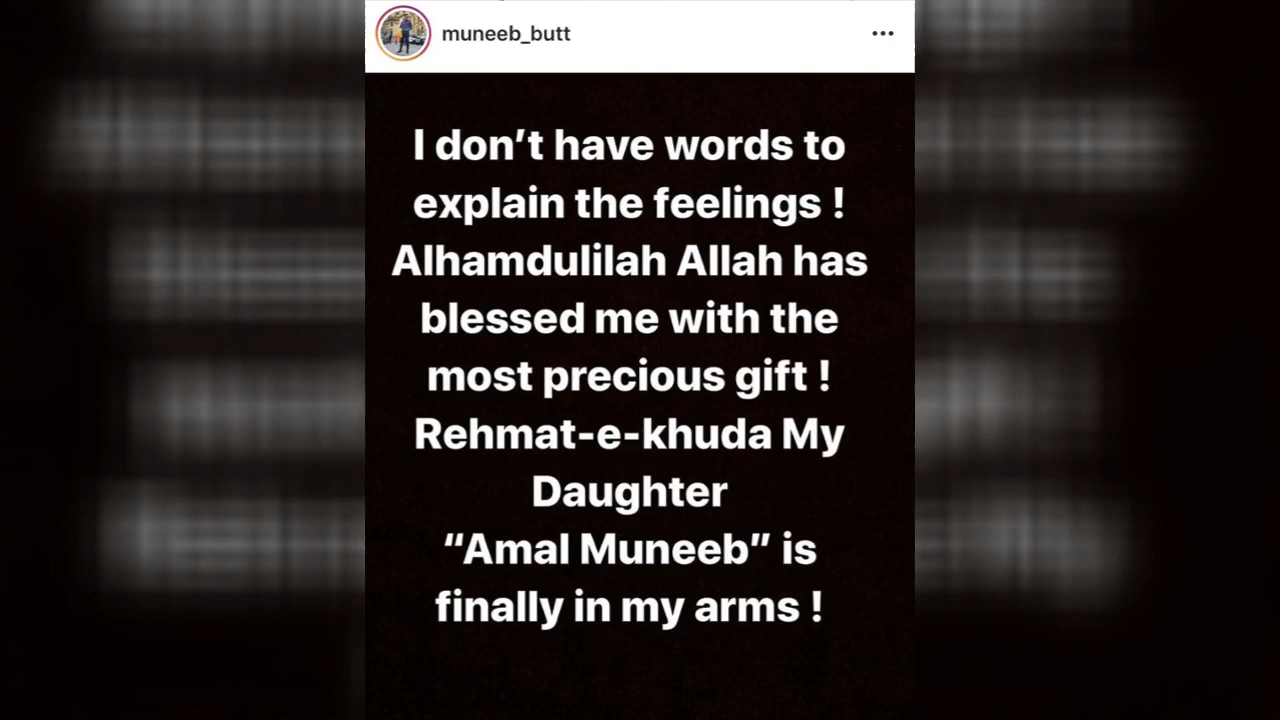 muneeb_butt
I don’t have words to
explain the feelings !
Alhamdulilah Allah has
blessed me with the
most precious gift !
Rehmat-e-khuda My
Daughter
“Amal Muneeb” is
finally in my arms !